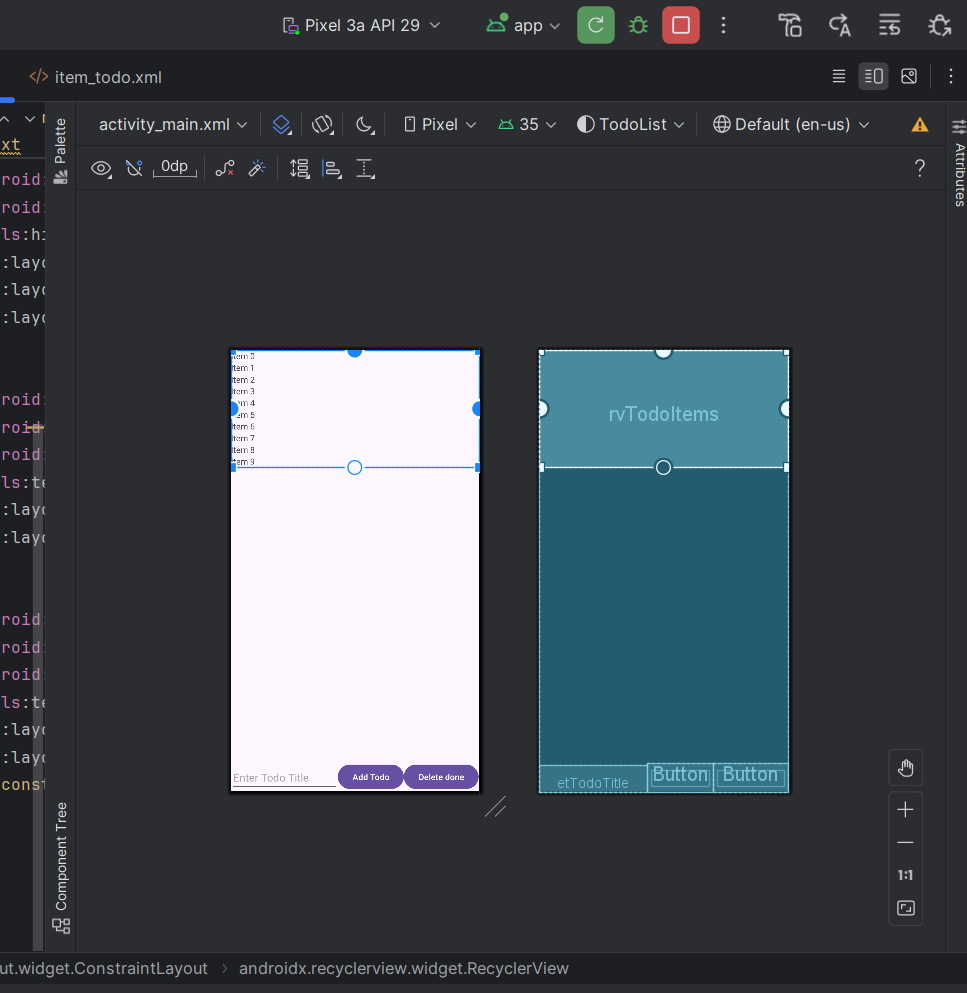 Pixel 3a API 29
app
item_todo.xml
activity_main.xml
Pixel
35
TodoList
Default (en-us)
0dp
?
Palette
Attributes
xt
roid:
roid:
ls:hi
:layo
:layo
:layo
roid:
roid:
roid:
ls:te
:layo
:layo
roid:
roid:
roid:
ls:te
:layo
:layo
const
Item 0
Item 1
Item 2
Item 3
Item 4
Item 5
Item 6
Item 7
Item 8
Item 9
rvTodoItems
Enter Todo Title
Add Todo
Delete done
etTodoTitle
Button
Button
1:1
Component Tree
ut.widget.ConstraintLayout
androidx.recyclerview.widget.RecyclerView